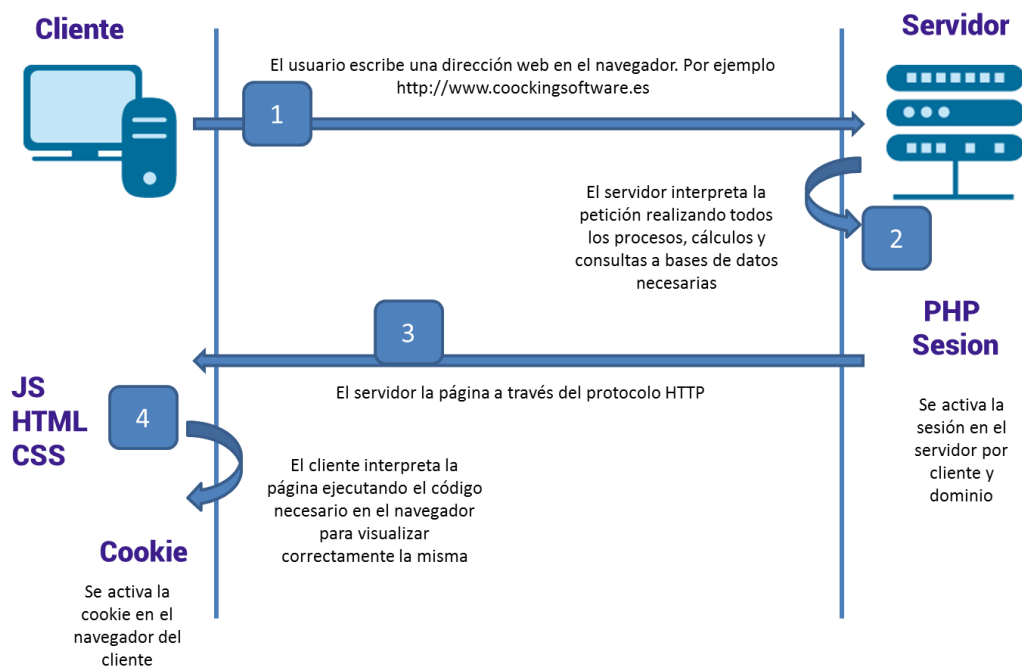 Cliente
Servidor
El usuario escribe una dirección web en el navegador. Por ejemplo
http://www.coockingsoftware.es
1
El servidor interpreta la
petición realizando todos
los procesos, cálculos y
consultas a bases de datos
necesarias
2
PHP
Sesion
3
El servidor la página a través del protocolo HTTP
JS
HTML
CSS
4
Se activa la
sesión en el
servidor por
cliente y
dominio
El cliente interpreta la
página ejecutando el código
necesario en el navegador
para visualizar
correctamente la misma
Cookie
Se activa la
cookie en el
navegador del
cliente